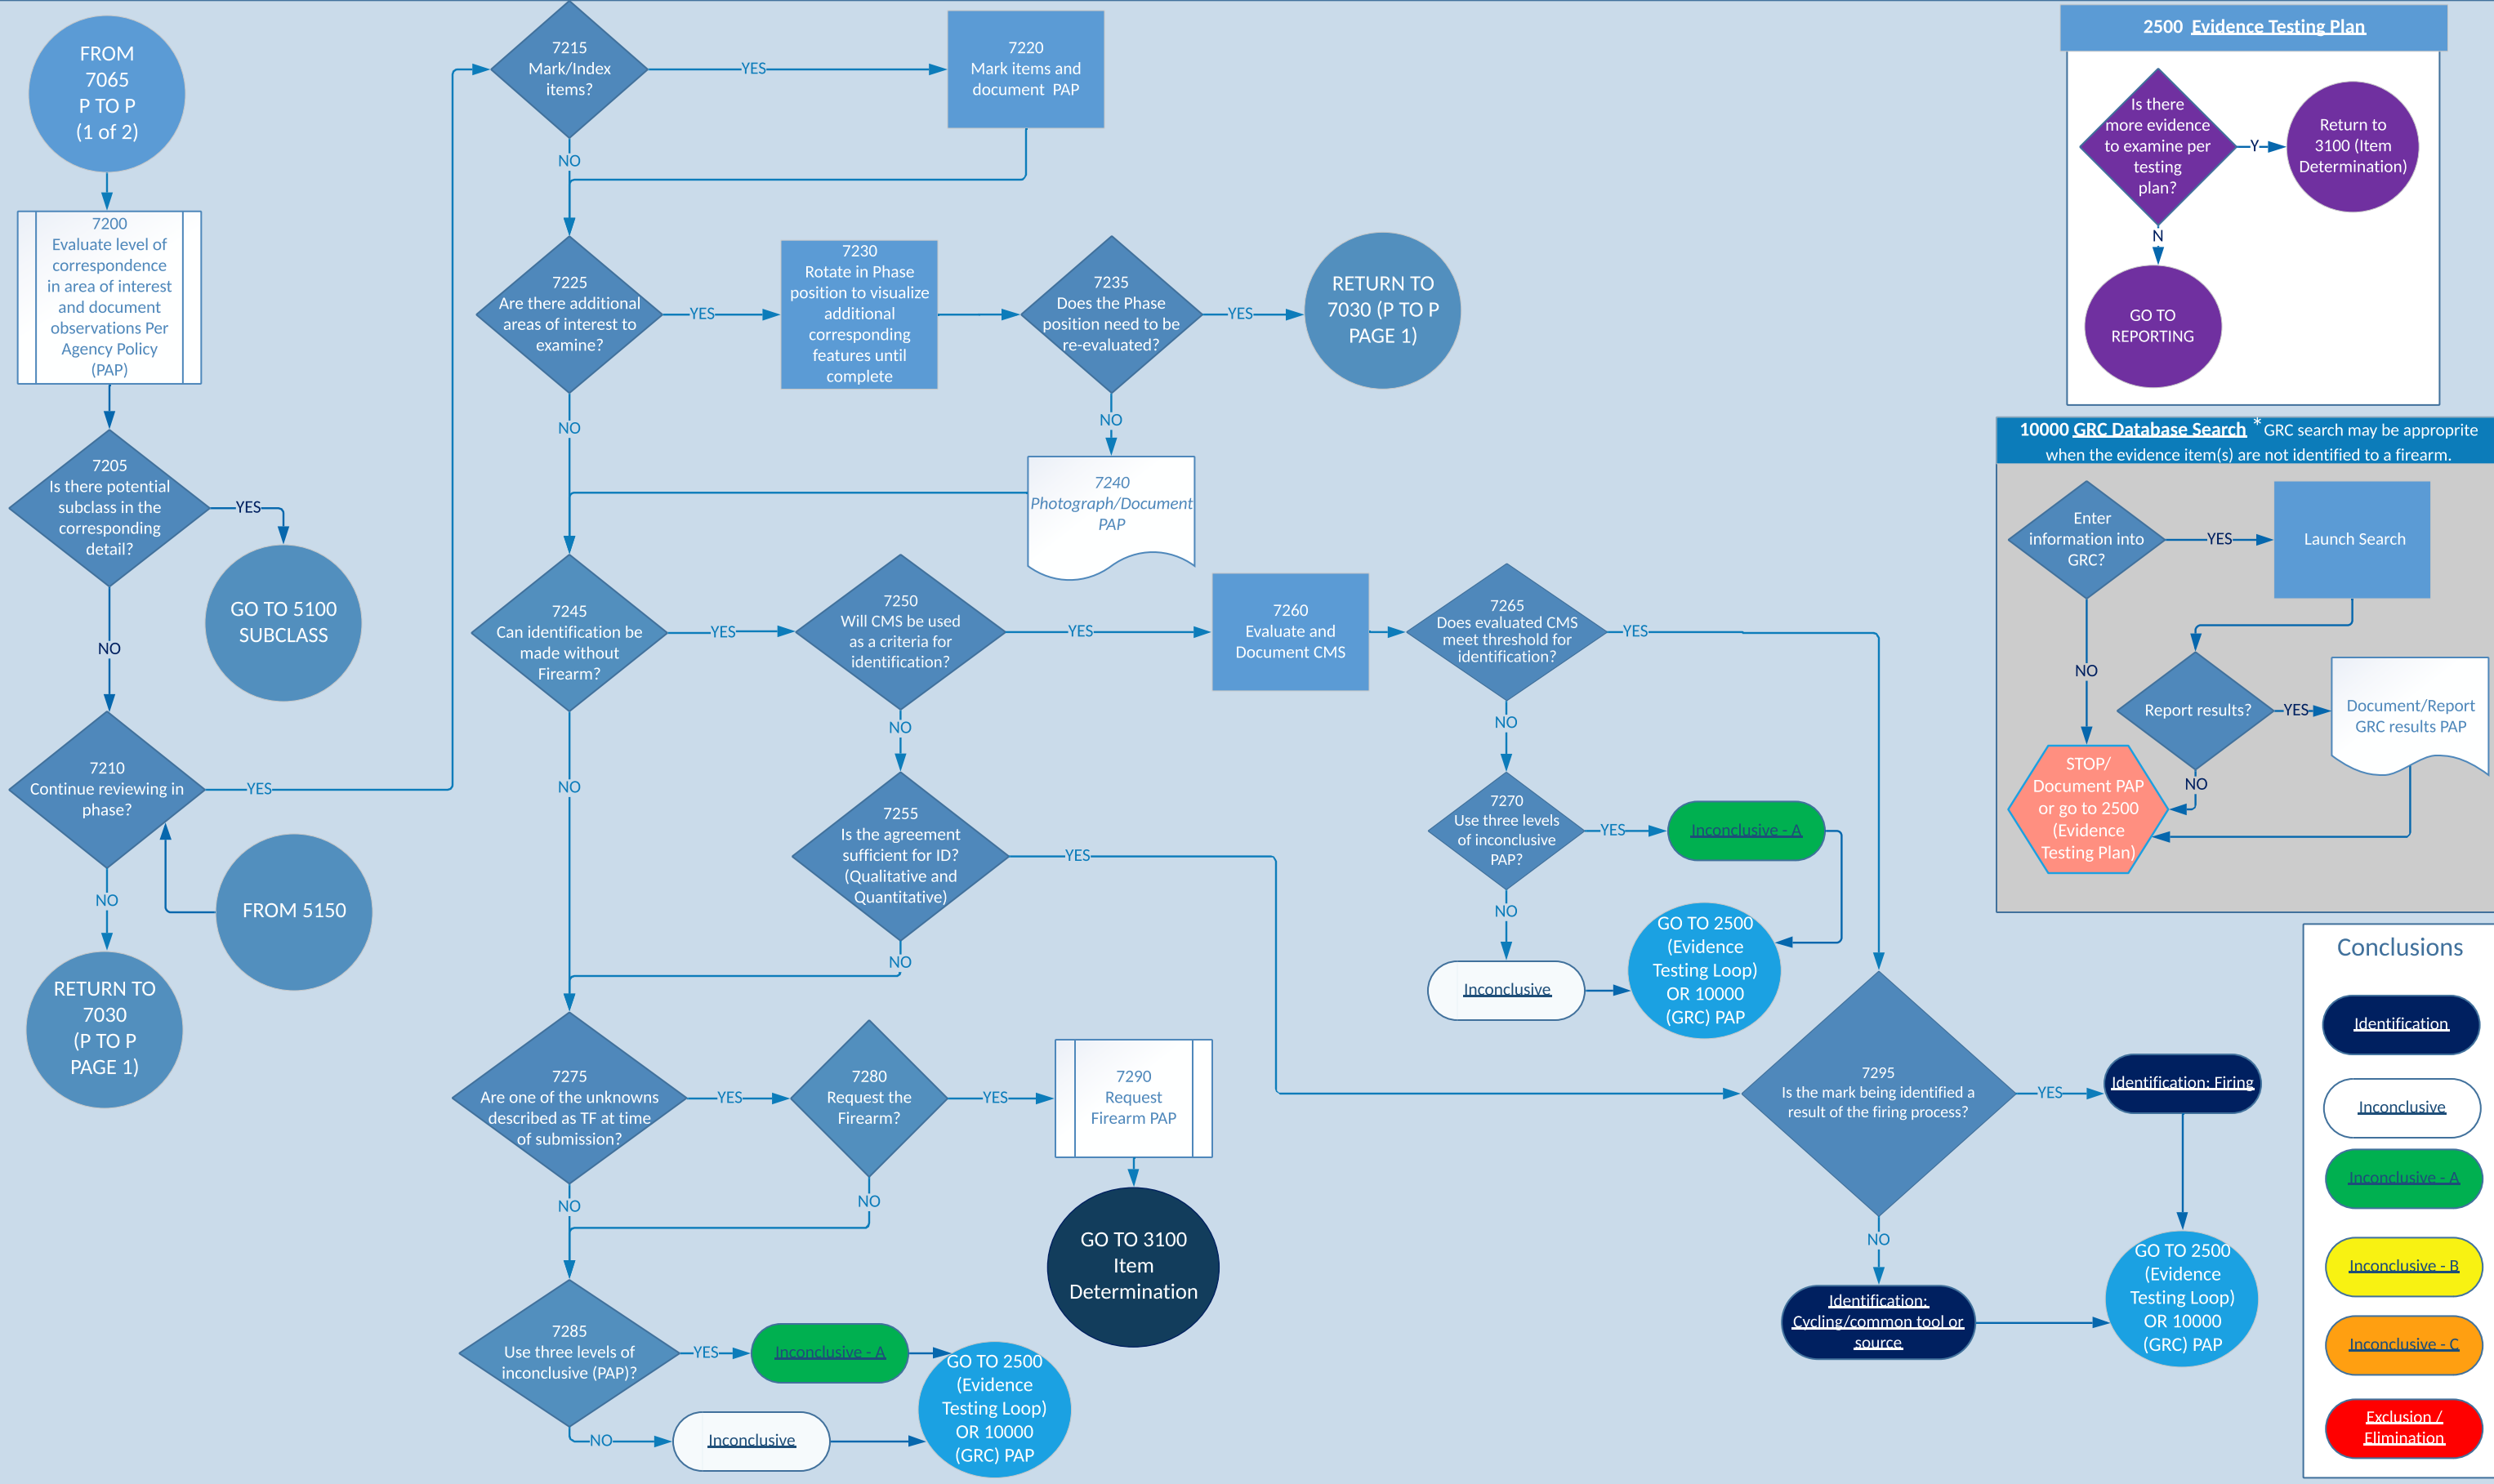 FROM
7065
P TO P
(1 of 2)
7200
Evaluate level of
correspondence
in area of interest
and document
observations Per
Agency Policy
(PAP)
7205
Is there potential
subclass in the
corresponding
detail?
YES
GO TO 5100
SUBCLASS
NO
7210
Continue reviewing in
phase?
YES
FROM 5150
NO
RETURN TO
7030
(P TO P
PAGE 1)
7215
Mark/Index
items?
YES
7220
Mark items and
document PAP
NO
7225
Are there additional
areas of interest to
examine?
YES
7230
Rotate in Phase
position to visualize
additional
corresponding
features until
complete
7235
Does the Phase
position need to be
re-evaluated?
YES
RETURN TO
7030 (P TO P
PAGE 1)
NO
NO
7240
Photograph/Document
PAP
7245
Can identification be
made without
Firearm?
YES
7250
Will CMS be used
as a criteria for
identification?
YES
7260
Evaluate and
Document CMS
7265
Does evaluated CMS
meet threshold for
identification?
YES
NO
NO
NO
7255
Is the agreement
sufficient for ID?
(Qualitative and
Quantitative)
YES
NO
7270
Use three levels
of inconclusive
PAP?
YES
Inconclusive - A
NO
Inconclusive
GO TO 2500
(Evidence
Testing Loop)
OR 10000
(GRC) PAP
7275
Are one of the unknowns
described as TF at time
of submission?
YES
7280
Request the
Firearm?
YES
7290
Request
Firearm PAP
NO
NO
GO TO 3100
Item
Determination
7285
Use three levels of
inconclusive (PAP)?
YES
Inconclusive - A
NO
Inconclusive
GO TO 2500
(Evidence
Testing Loop)
OR 10000
(GRC) PAP
7295
Is the mark being identified a
result of the firing process?
YES
Identification: Firing
NO
Identification:
Cycling/common tool or
source
GO TO 2500
(Evidence
Testing Loop)
OR 10000
(GRC) PAP
2500 Evidence Testing Plan
Is there
more evidence
to examine per
testing
plan?
Y
Return to
3100 (Item
Determination)
N
GO TO
REPORTING
10000 GRC Database Search *GRC search may be approprite
when the evidence item(s) are not identified to a firearm.
Enter
information into
GRC?
YES
Launch Search
NO
Report results?
YES
Document/Report
GRC results PAP
NO
STOP/
Document PAP
or go to 2500
(Evidence
Testing Plan)
Conclusions
Identification
Inconclusive
Inconclusive - A
Inconclusive - B
Inconclusive - C
Exclusion /
Elimination